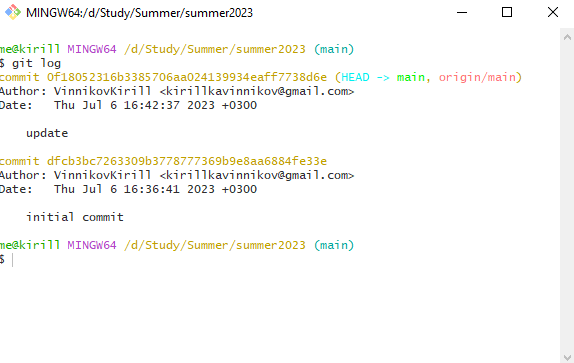 MINGW64:/d/Study/Summer/summer2023
me@kirill MINGW64 /d/Study/Summer/summer2023 (main)
$ git log
commit 0f18052316b3385706aa024139934eaff7738d6e (HEAD -> main, origin/main)
Author: VinnikovKirill <kirillkavinnikov@gmail.com>
Date:   Thu Jul 6 16:42:37 2023 +0300
update
commit dfcb3bc7263309b3778777369b9e8aa6884fe33e
Author: VinnikovKirill <kirillkavinnikov@gmail.com>
Date:   Thu Jul 6 16:36:41 2023 +0300
initial commit
me@kirill MINGW64 /d/Study/Summer/summer2023 (main)
$